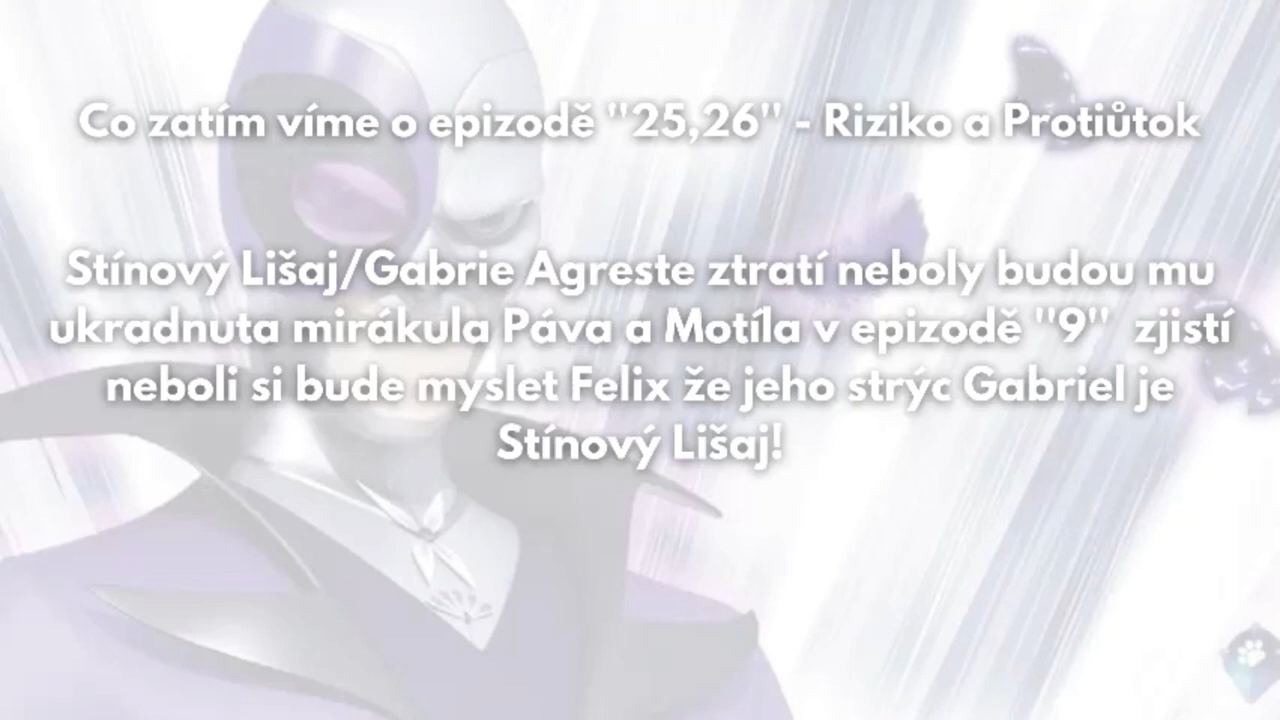 Co zatím víme o epizodě "25,26" - Riziko a Protiůtok
Stínový Lišaj/Gabrie Agreste ztratí neboly budou mu
ukradnuta mirákula Páva a Motíla v epizodě "9" zjistí
neboli si bude myslet Felix že jeho strýc Gabriel je
Stínový Lišaj!